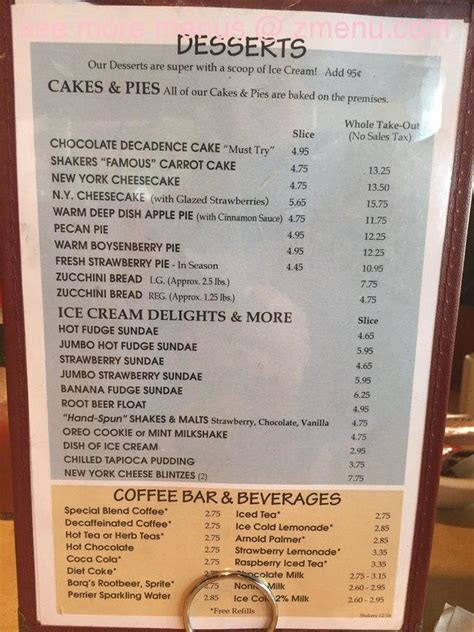 see more menus @ zmenu.com
DESSERTS
Our Desserts are super with a scoop of Ice Cream! Add 95¢
CAKES & PIES All of our Cakes & Pies are baked on the premises.
Slice Whole Take-Out
(No Sales Tax)
CHOCOLATE DECADENCE CAKE "Must Try" 4.95
SHAKERS "FAMOUS" CARROT CAKE 4.75 13.25
NEW YORK CHEESECAKE 4.75 13.50
N.Y. CHEESECAKE (with Glazed Strawberries) 5.65 15.75
WARM DEEP DISH APPLE PIE (with Cinnamon Sauce) 4.75 11.75
PECAN PIE 4.75 12.25
WARM BOYSENBERRY PIE 4.75 12.25
FRESH STRAWBERRY PIE - In Season 4.45 10.95
ZUCCHINI BREAD LG. (Approx. 2.5 lbs.) 7.75
ZUCCHINI BREAD REG. (Approx. 1.25 lbs.) 4.75
ICE CREAM DELIGHTS & MORE Slice
HOT FUDGE SUNDAE 4.65
JUMBO HOT FUDGE SUNDAE 5.95
STRAWBERRY SUNDAE 4.65
JUMBO STRAWBERRY SUNDAE 5.95
BANANA FUDGE SUNDAE 6.25
ROOT BEER FLOAT 4.95
"Hand-Spun" SHAKES & MALTS Strawberry, Chocolate, Vanilla 4.75
OREO COOKIE or MINT MILKSHAKE 4.75
DISH OF ICE CREAM 2.95
CHILLED TAPIOCA PUDDING 2.75
NEW YORK CHEESE BLINTZES (2) 3.75
COFFEE BAR & BEVERAGES
Special Blend Coffee* 2.75 Iced Tea* 2.75
Decaffeinated Coffee* 2.75 Ice Cold Lemonade* 2.85
Hot Tea or Herb Teas* 2.75 Arnold Palmer* 2.85
Hot Chocolate 2.75 Strawberry Lemonade* 3.35
Coca Cola* 2.75 Raspberry Iced Tea* 3.35
Diet Coke* 2.75 Chocolate Milk 2.75 - 3.15
Barq's Rootbeer, Sprite* 2.75 Milk 2.60 - 2.95
Perrier Sparkling Water 2.95 Ice Cold 2% Milk 2.60 - 2.95
*Free Refills
Shakers 12/16